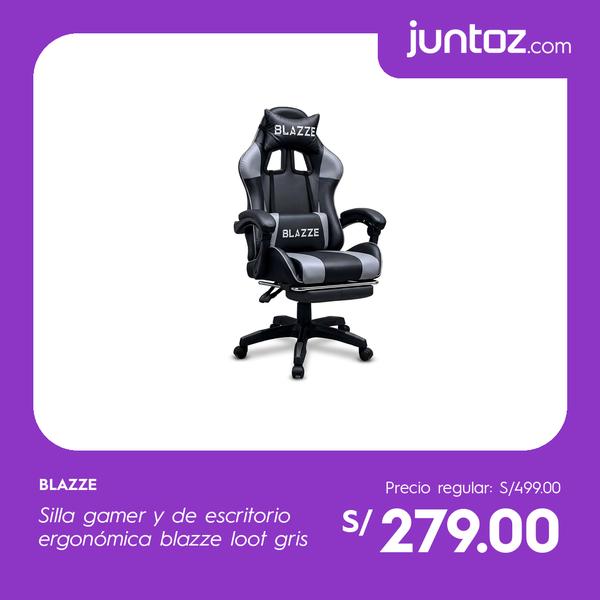 juntoz.com
BLAZZE
BLAZZE
BLAZZE
Silla gamer y de escritorio
ergonómica blazze loot gris
Precio regular: S/499.00
S/279.00